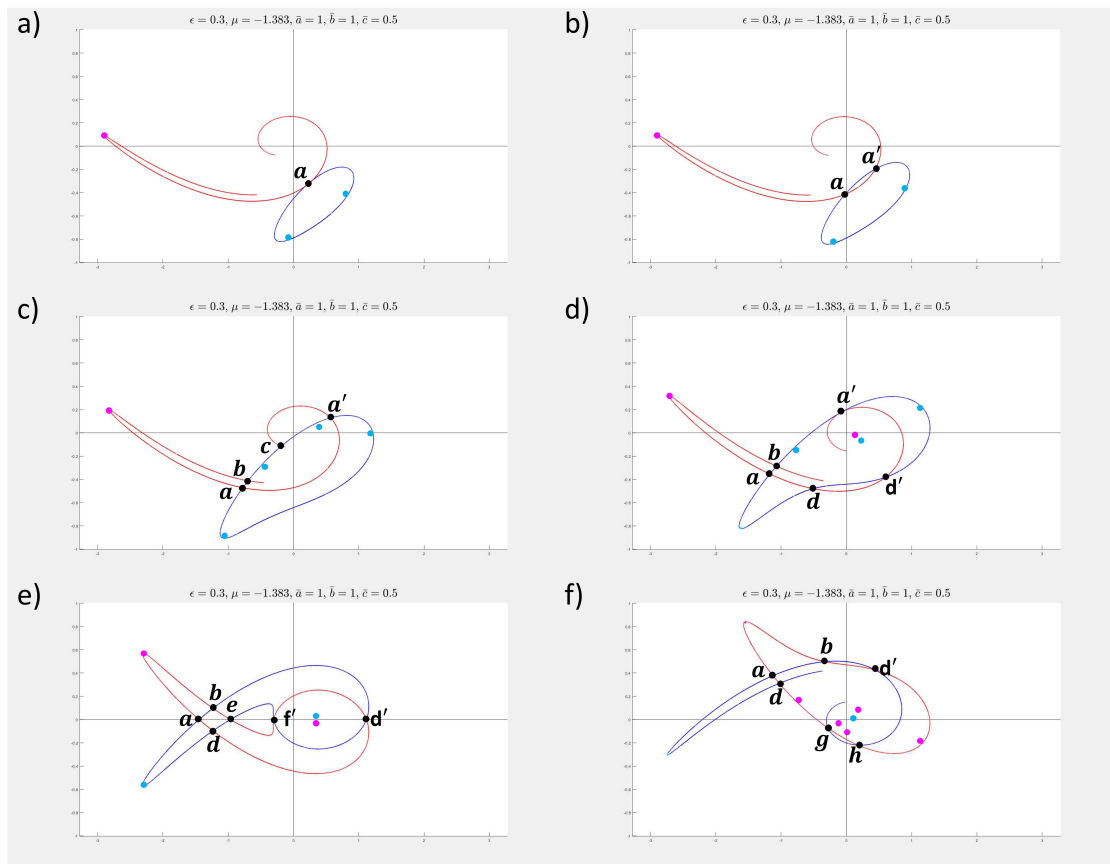 a)
ϵ = 0.3, μ = −1.383, ā = 1, b̄ = 1, c̄ = 0.5
a
b)
ϵ = 0.3, μ = −1.383, ā = 1, b̄ = 1, c̄ = 0.5
a′
a
c)
ϵ = 0.3, μ = −1.383, ā = 1, b̄ = 1, c̄ = 0.5
a′
c
b
a
d)
ϵ = 0.3, μ = −1.383, ā = 1, b̄ = 1, c̄ = 0.5
a′
b
a
d
d′
e)
ϵ = 0.3, μ = −1.383, ā = 1, b̄ = 1, c̄ = 0.5
b
a
e
f′
d′
d
f)
ϵ = 0.3, μ = −1.383, ā = 1, b̄ = 1, c̄ = 0.5
b
a
d′
d
g
h